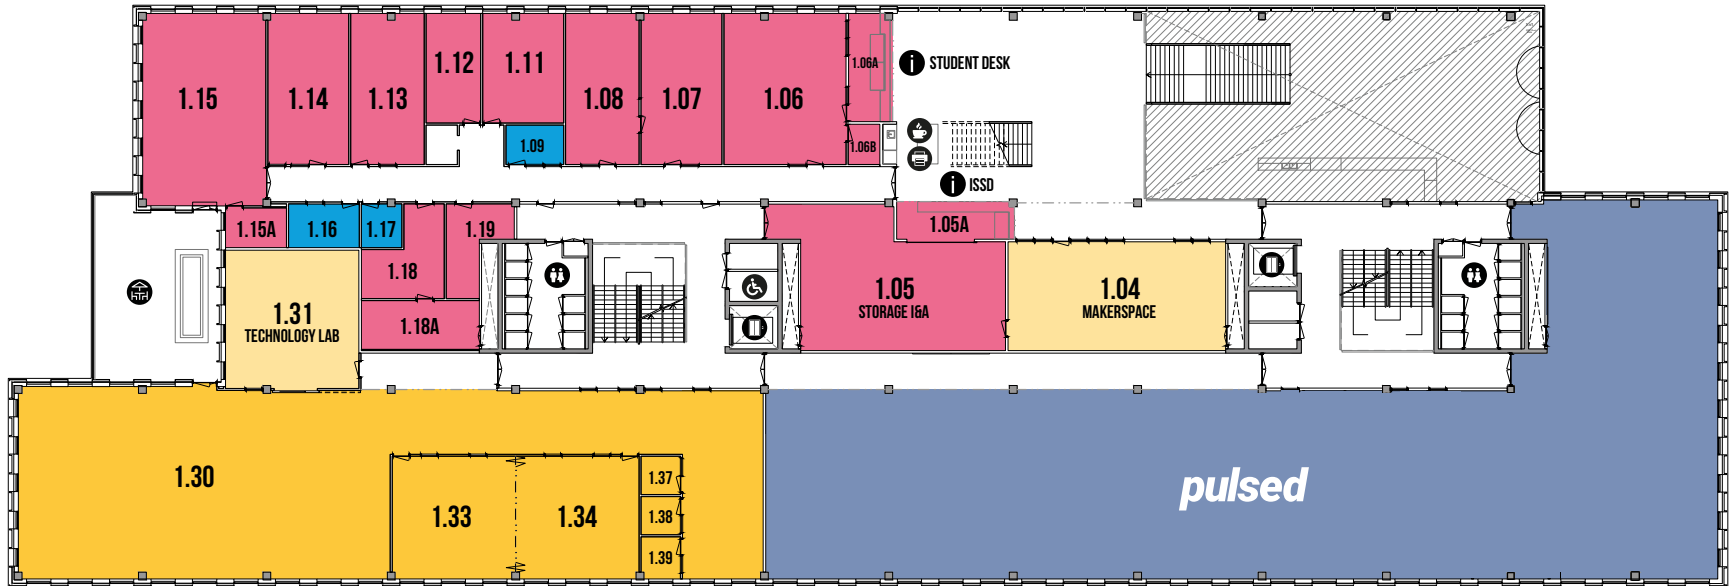 1.15
1.14
1.13
1.12
1.11
1.09
1.08
1.07
1.06
1.06A
1.06B
i STUDENT DESK
i ISSD
1.15A
1.16
1.17
1.18
1.19
1.18A
1.31
TECHNOLOGY LAB
1.05A
1.05
STORAGE I&A
1.04
MAKERSPACE
1.30
1.33
1.34
1.37
1.38
1.39
pulsed